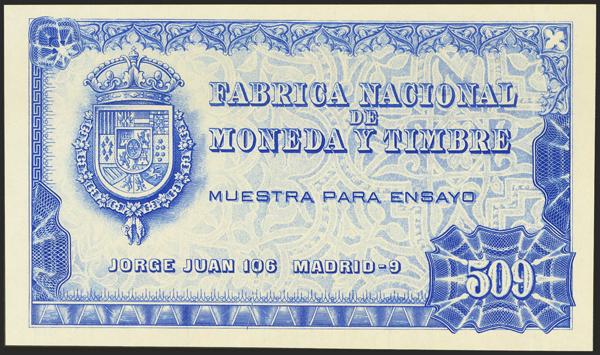 FABRICA NACIONAL
DE
MONEDA Y TIMBRE
MUESTRA PARA ENSAYO
JORGE JUAN 106 MADRID-9
509